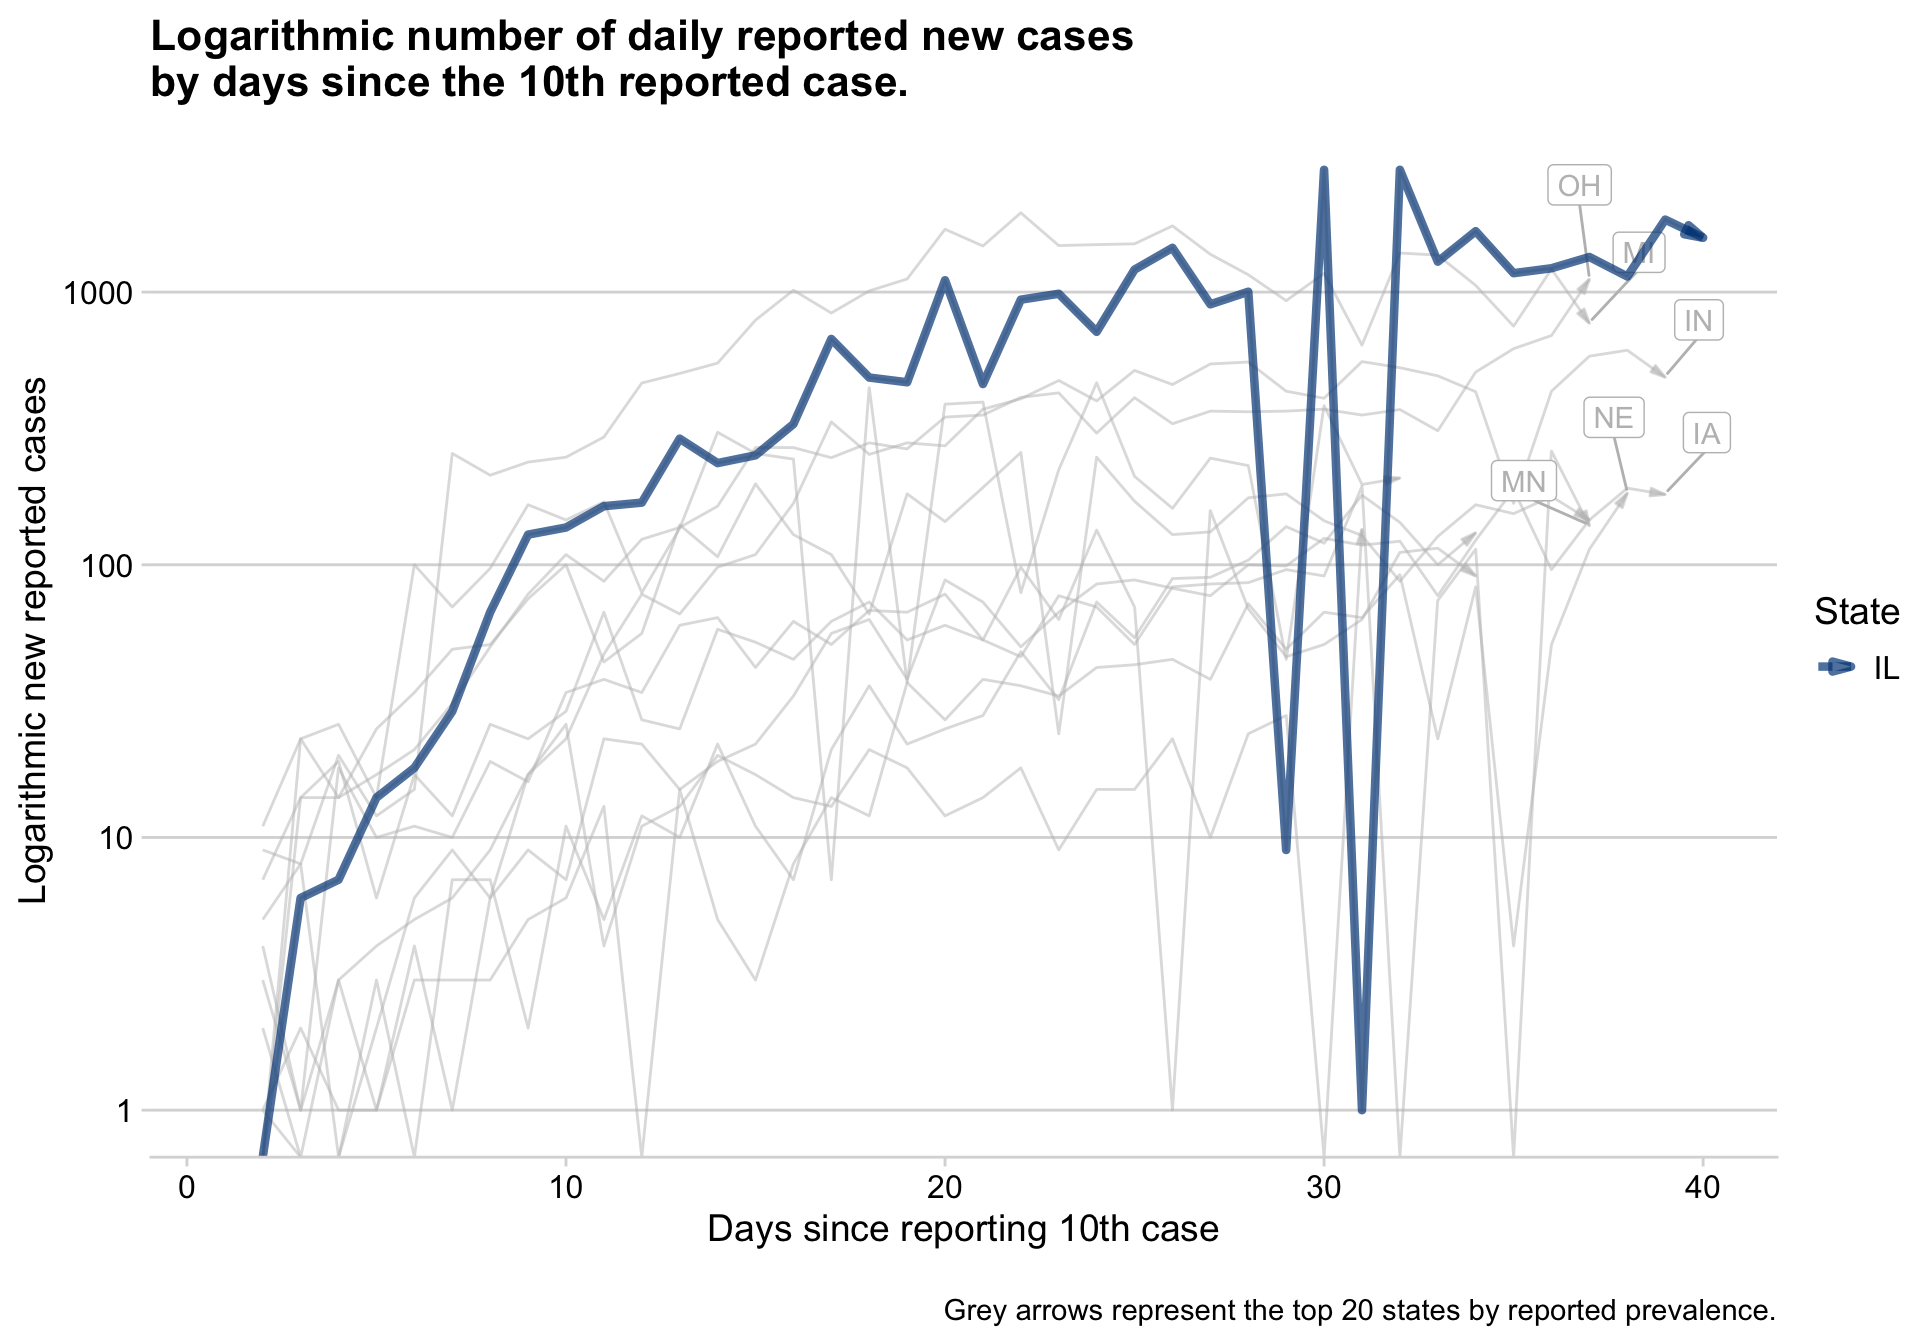 Logarithmic number of daily reported new cases
by days since the 10th reported case.
Logarithmic new reported cases
1000
100
10
1
OH
MI
IN
NE
IA
MN
State
IL
0
10
20
30
40
Days since reporting 10th case
Grey arrows represent the top 20 states by reported prevalence.